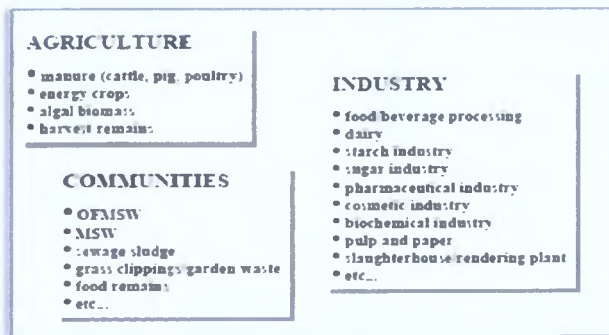 AGRICULTURE
• manure (cattle, pig, poultry)
• energy crops
• algal biomass
• harvest remains
COMMUNITIES
• OFMSW
• MSW
• sewage sludge
• grass clippings garden waste
• food remains
• etc...
INDUSTRY
• food/beverage processing
• dairy
• starch industry
• sugar industry
• pharmaceutical industry
• cosmetic industry
• biochemical industry
• pulp and paper
• slaughterhouse/rendering plant
• etc...